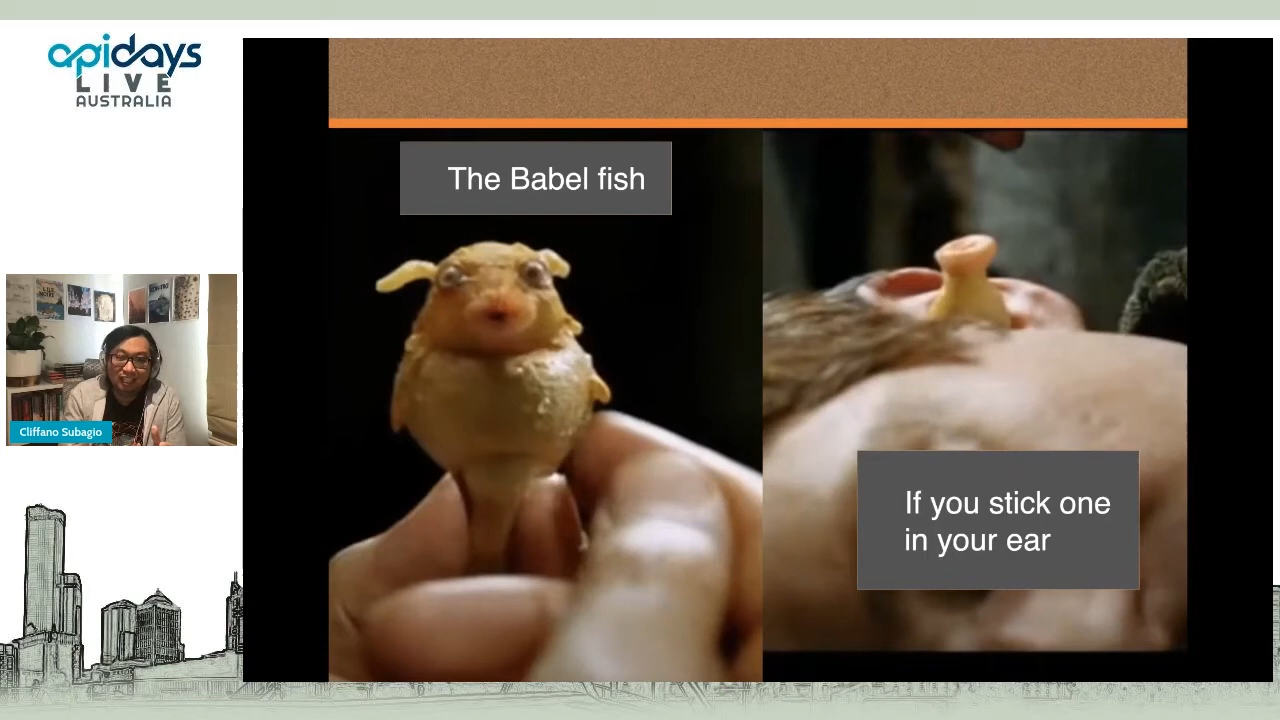 apidays
LIVE
AUSTRALIA
The Babel fish
If you stick one
in your ear
Cliffano Subagio